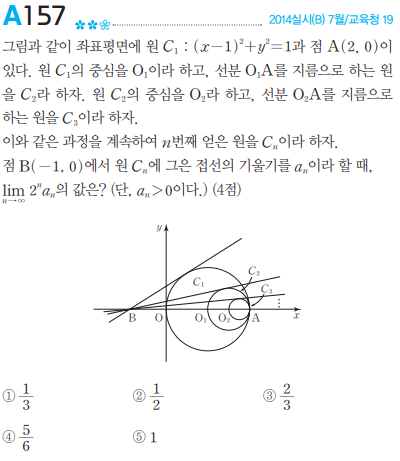 A157 2014실시(B) 7월/교육청 19
그림과 같이 좌표평면에 원 C₁ : (x−1)²+y²=1과 점 A(2, 0)이
있다. 원 C₁의 중심을 O₁이라 하고, 선분 O₁A를 지름으로 하는 원
을 C₂라 하자. 원 C₂의 중심을 O₂라 하고, 선분 O₂A를 지름으로
하는 원을 C₃이라 하자.
이와 같은 과정을 계속하여 n번째 얻은 원을 Cₙ이라 하자.
점 B(−1, 0)에서 원 Cₙ에 그은 접선의 기울기를 aₙ이라 할 때,
lim 2ⁿaₙ의 값은? (단, aₙ>0이다.) (4점)
n→∞
y
C₁
C₂
C₃
B O O₁ O₂ A x
① 1/3 ② 1/2 ③ 2/3
④ 5/6 ⑤ 1